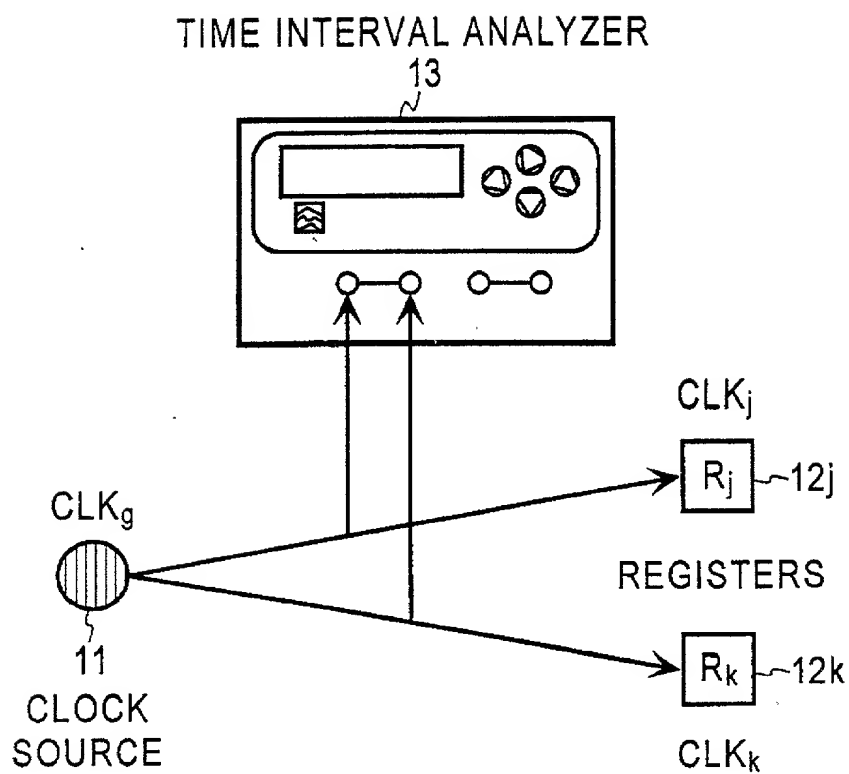 TIME INTERVAL ANALYZER
13
CLKj
Rj
12j
CLKg
REGISTERS
11
Rk
12k
CLOCK
SOURCE
CLKk